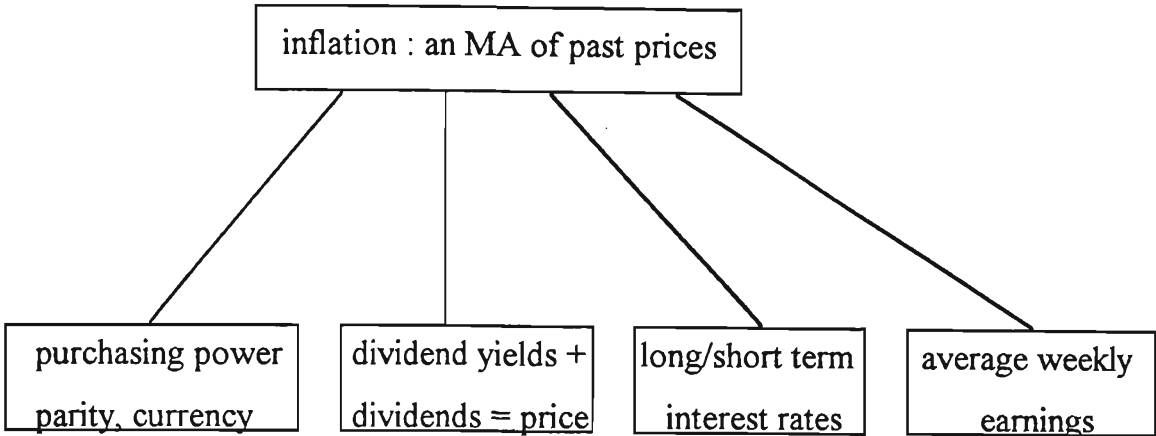 inflation : an MA of past prices
purchasing power
parity, currency
dividend yields +
dividends = price
long/short term
interest rates
average weekly
earnings